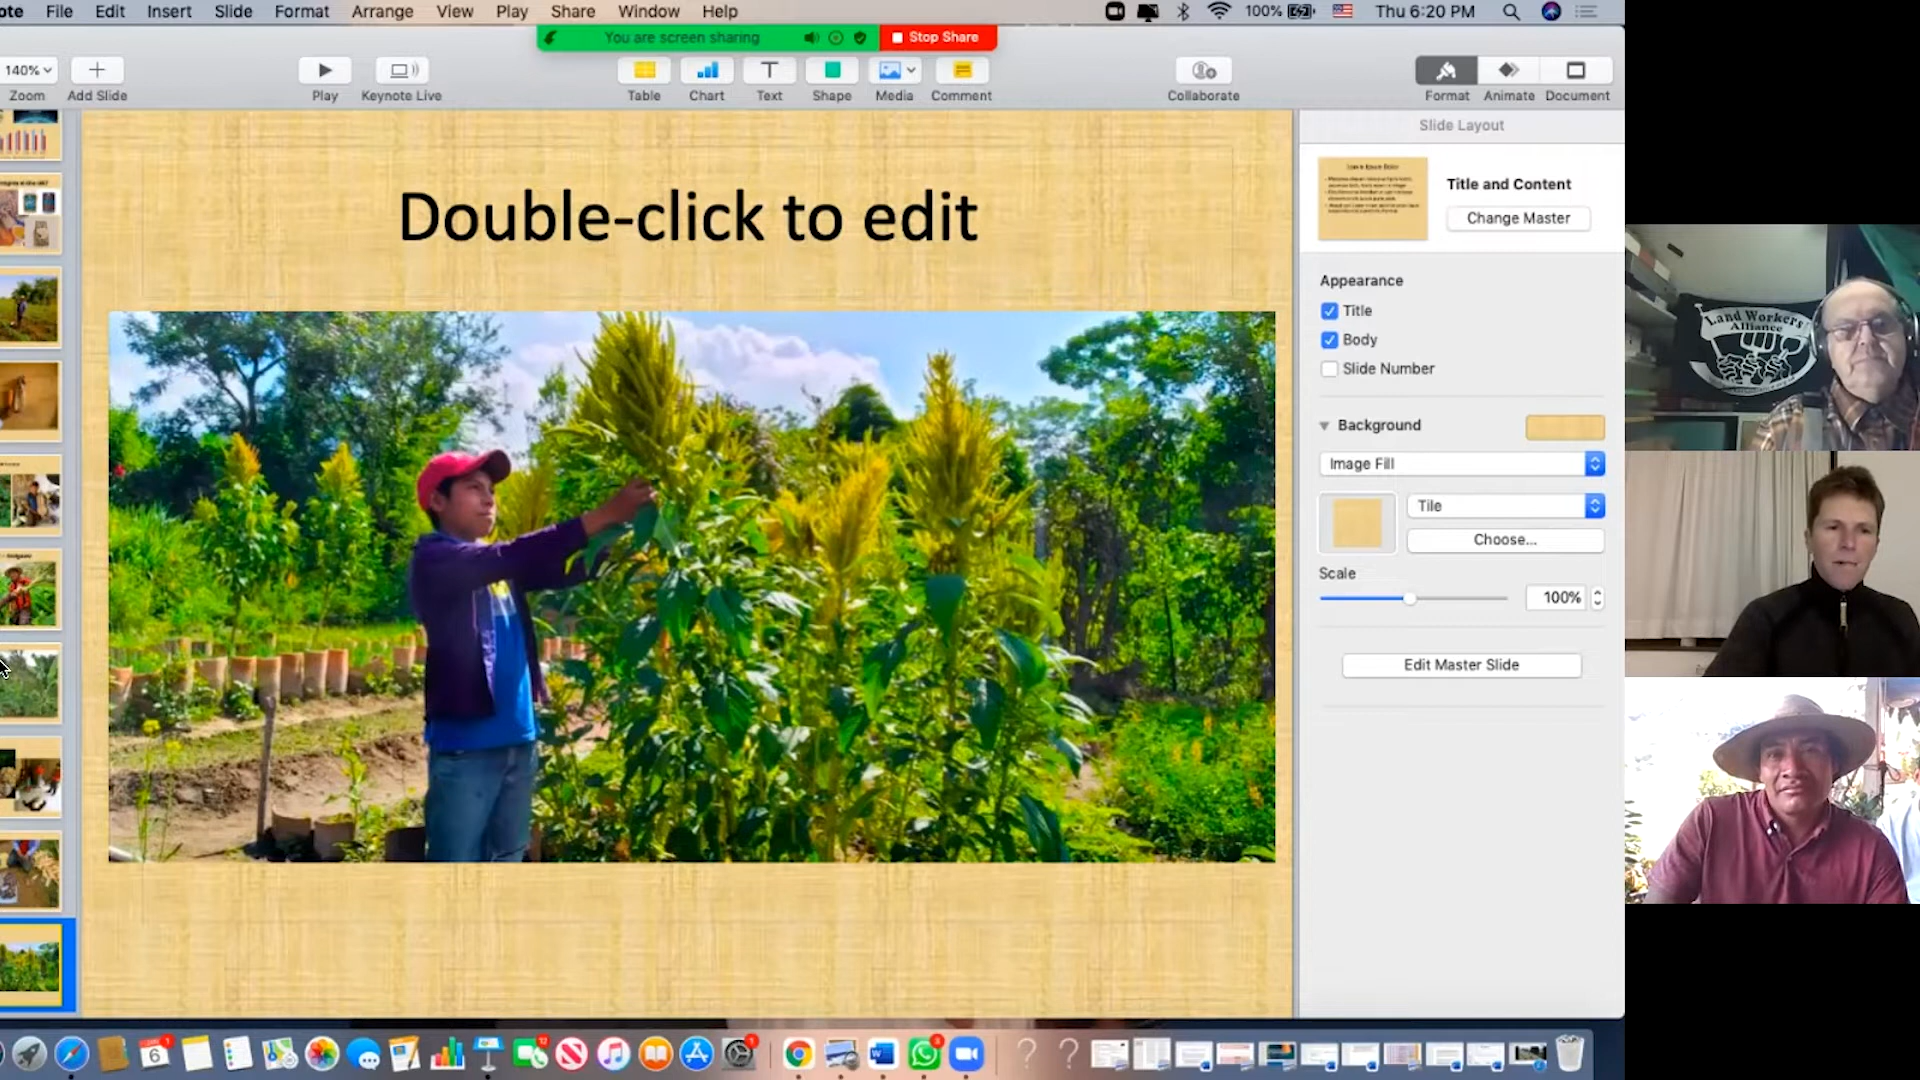 ote File Edit Insert Slide Format Arrange View Play Share Window Help 100% Thu 6:20 PM
You are screen sharing Stop Share
140%
Zoom Add Slide Play Keynote Live Table Chart Text Shape Media Comment Collaborate Format Animate Document
Slide Layout
Title and Content
Change Master
Double-click to edit
Appearance
Title
Body
Slide Number
Background
Image Fill
Tile
Choose...
Scale
100%
Edit Master Slide
Land Workers
Alliance
6